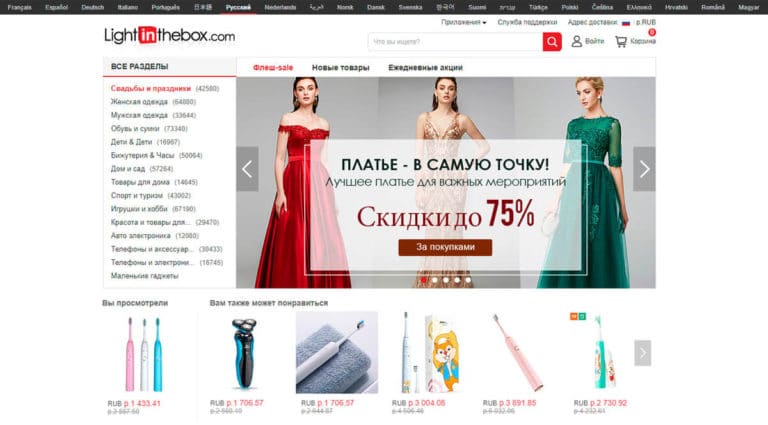 Français Español Deutsch Italiano Português 日本語 Русский Nederlands العربية Norsk Dansk Svenska 한국어 עברית Suomi Türkçe Polski Čeština Ελληνικά Hrvatski Română Magyar
Приложения Служба поддержки Адрес доставки: р.RUB
Lightinthebox.com
Что вы ищете?
Войти
0
Корзина
ВСЕ РАЗДЕЛЫ
Флеш-sale Новые товары Ежедневные акции
Свадьбы и праздники (42580)
Женская одежда (64880)
Мужская одежда (33644)
Обувь и сумки (73340)
Дети & Дети (16967)
Бижутерия & Часы (50064)
Дом и сад (57264)
Товары для дома (14645)
Спорт и туризм (43002)
Игрушки и хобби (67190)
Красота и товары для... (29470)
Авто электроника (12080)
Телефоны и аксессуар... (38433)
Телефоны и электрони... (16745)
Маленькие гаджеты
ПЛАТЬЕ - В САМУЮ ТОЧКУ!
Лучшее платье для важных мероприятий
Скидки до 75%
За покупками
Вы просмотрели
Вам также может понравиться
RUB р.1 433.41
р.2 887.60
RUB р.1 706.57
RUB р.1 706.57
р.2 844.87
RUB р.3 004.08
р.4 506.46
RUB р.3 891.85
р.6 032.06
RUB р.2 730.92
р.4 232.61